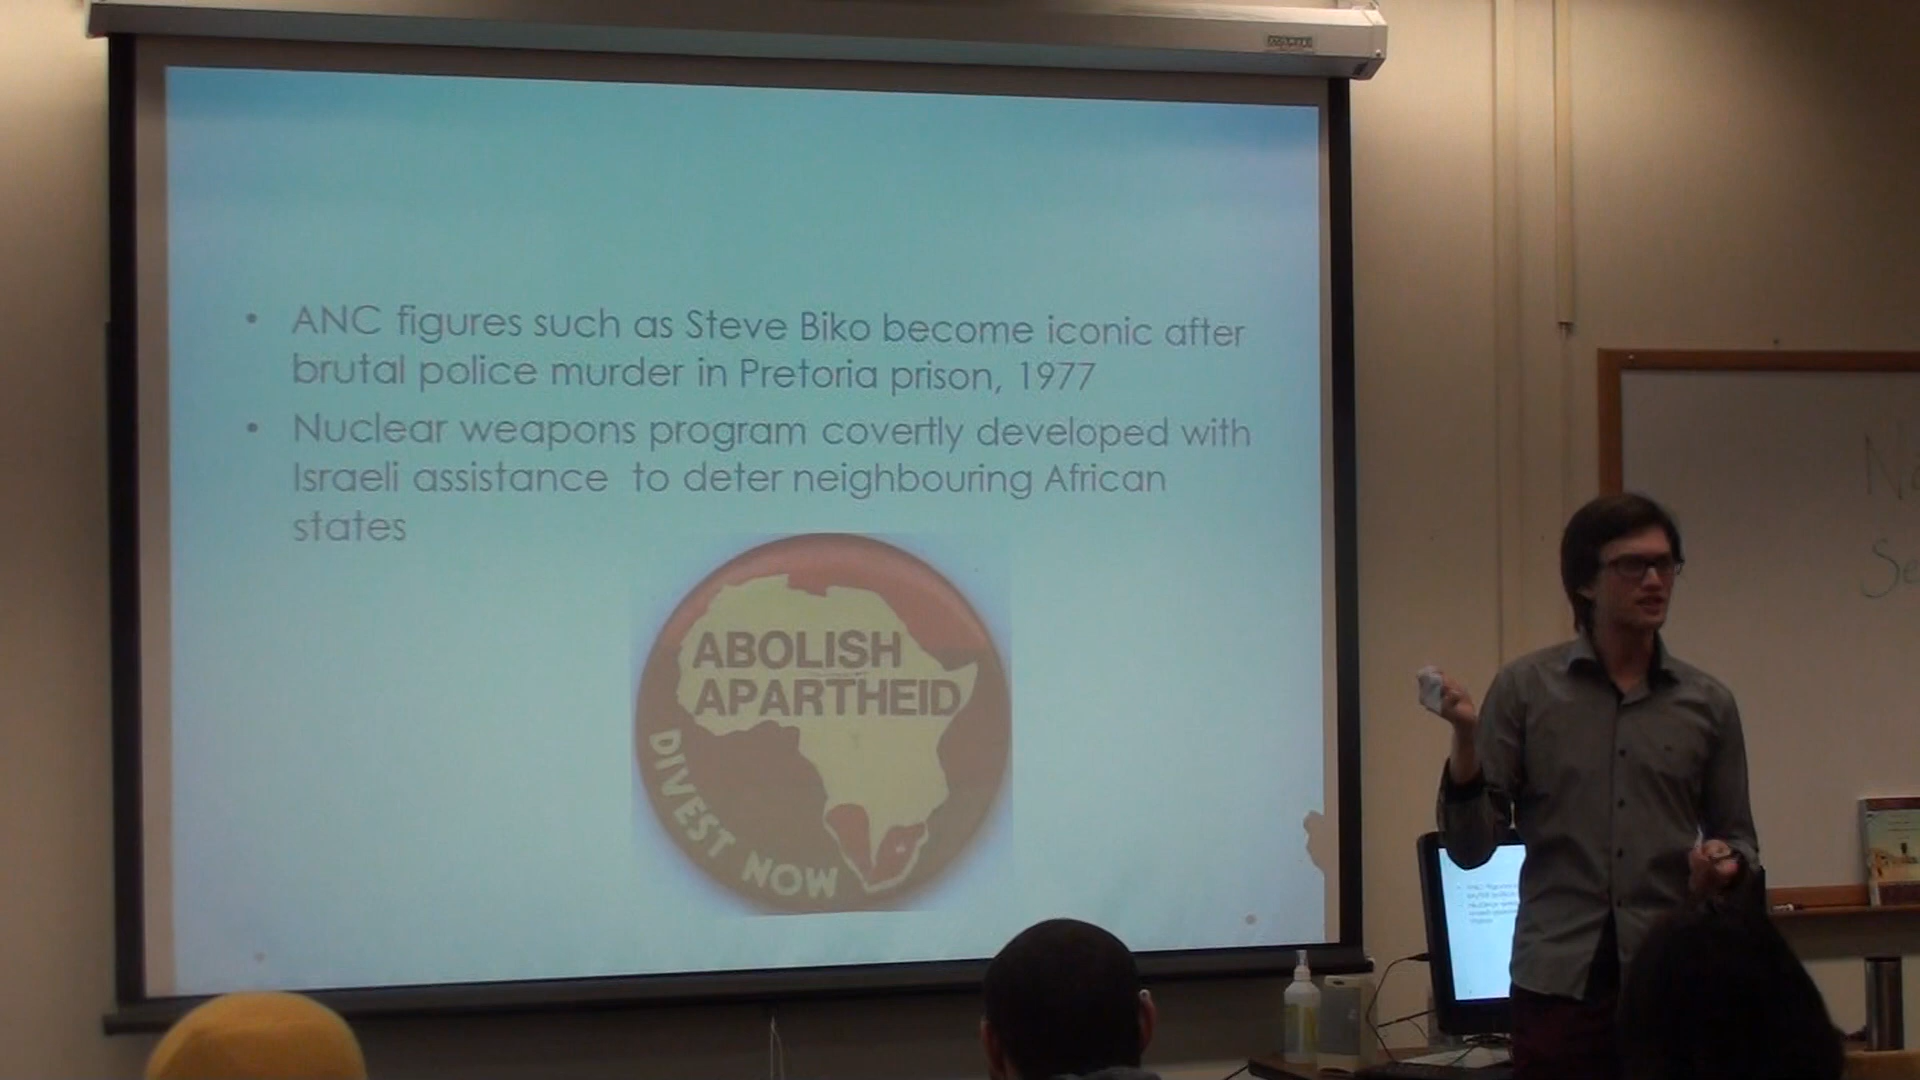 • ANC figures such as Steve Biko become iconic after
brutal police murder in Pretoria prison, 1977
• Nuclear weapons program covertly developed with
Israeli assistance to deter neighbouring African
states
ABOLISH
APARTHEID
DIVEST NOW